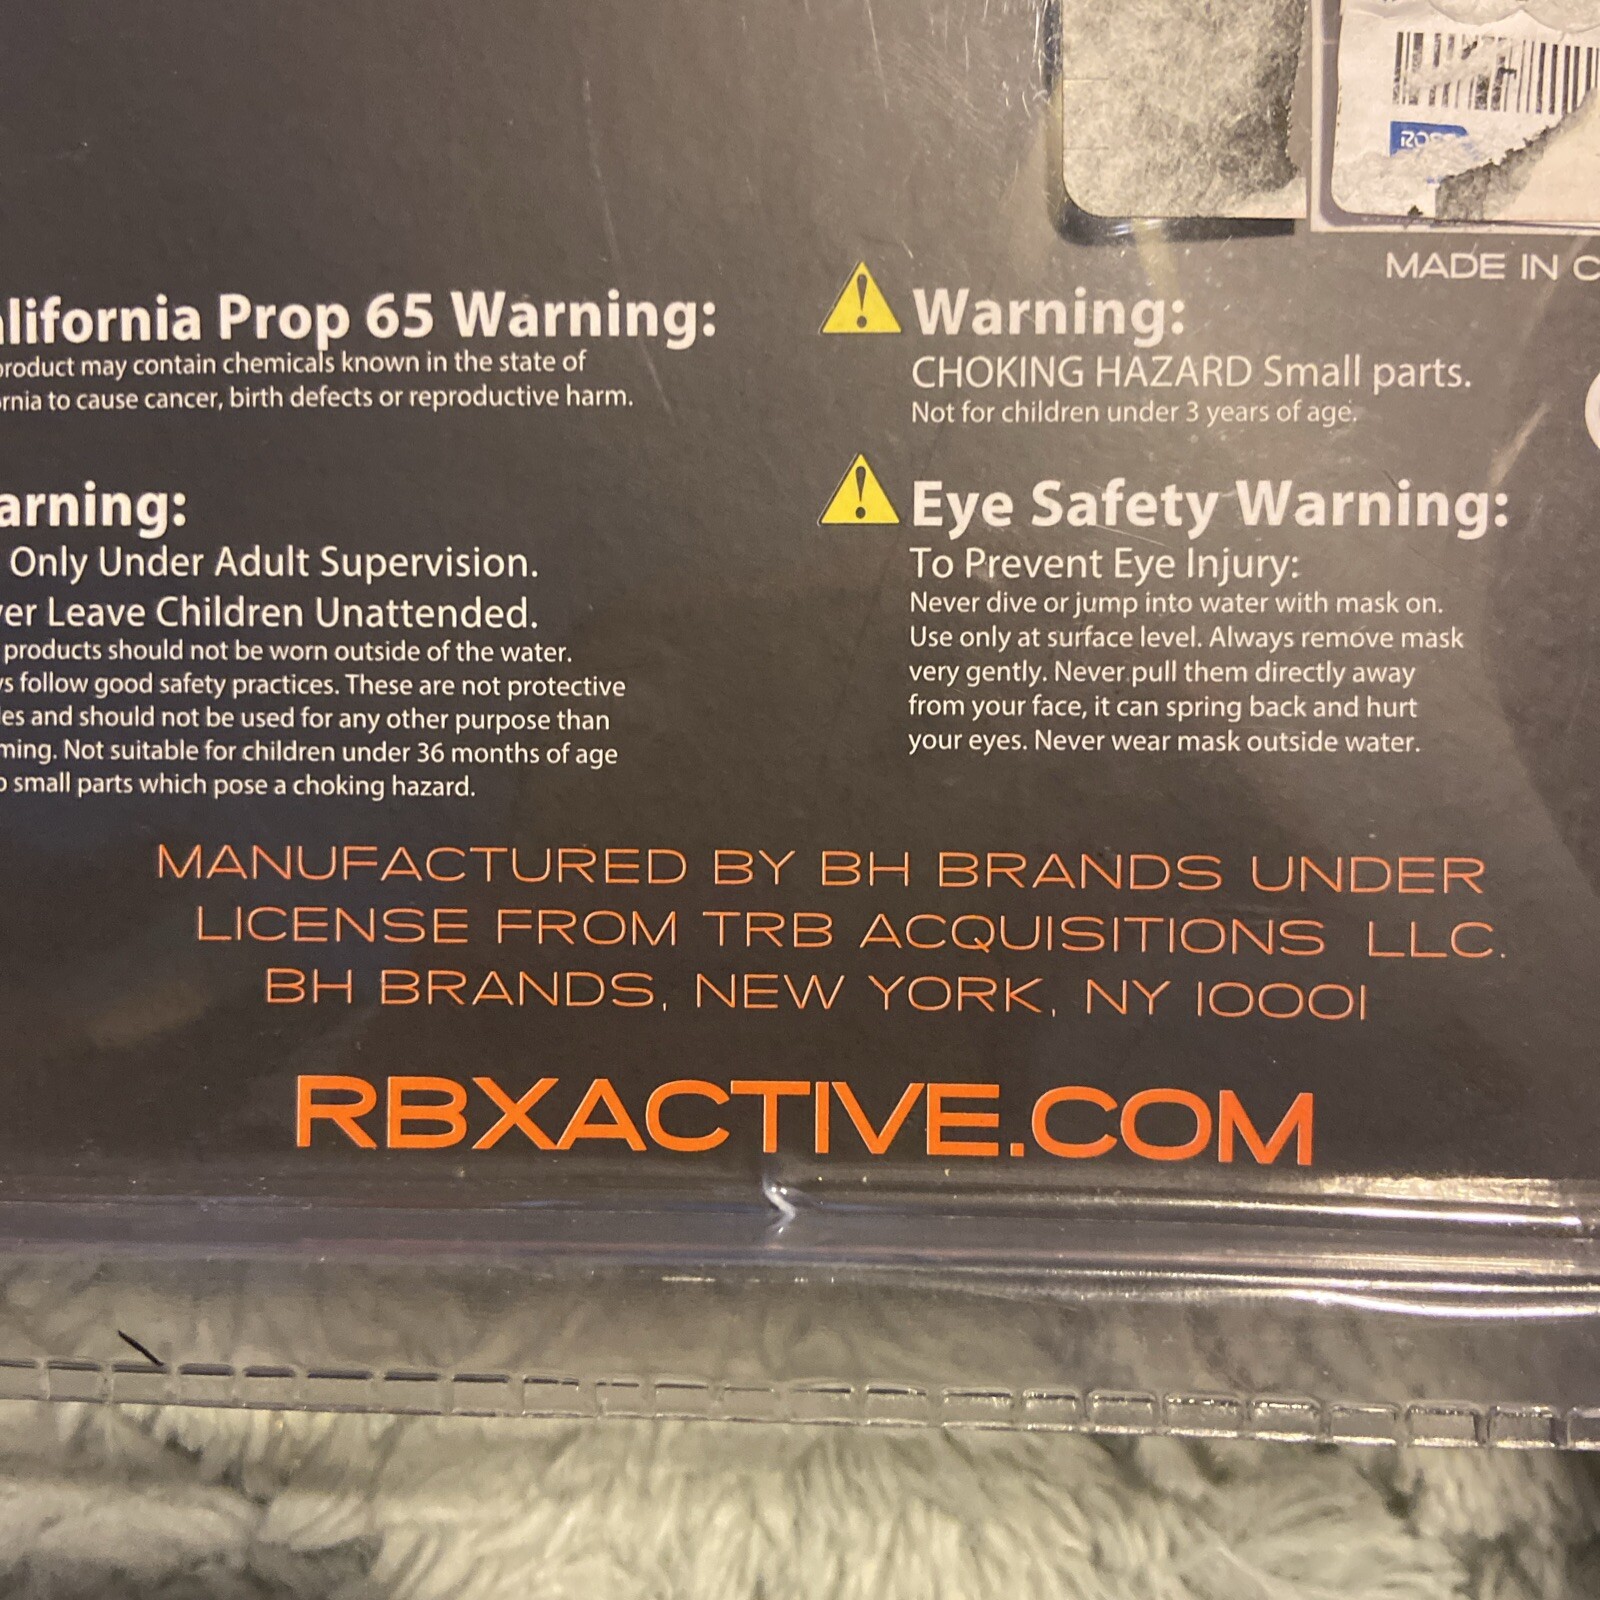 MADE IN C
alifornia Prop 65 Warning:
product may contain chemicals known in the state of
ornia to cause cancer, birth defects or reproductive harm.
arning:
Only Under Adult Supervision.
er Leave Children Unattended.
products should not be worn outside of the water.
ys follow good safety practices. These are not protective
les and should not be used for any other purpose than
ming. Not suitable for children under 36 months of age
o small parts which pose a choking hazard.
Warning:
CHOKING HAZARD Small parts.
Not for children under 3 years of age.
Eye Safety Warning:
To Prevent Eye Injury:
Never dive or jump into water with mask on.
Use only at surface level. Always remove mask
very gently. Never pull them directly away
from your face, it can spring back and hurt
your eyes. Never wear mask outside water.
MANUFACTURED BY BH BRANDS UNDER
LICENSE FROM TRB ACQUISITIONS LLC.
BH BRANDS, NEW YORK, NY 10001
RBXACTIVE.COM